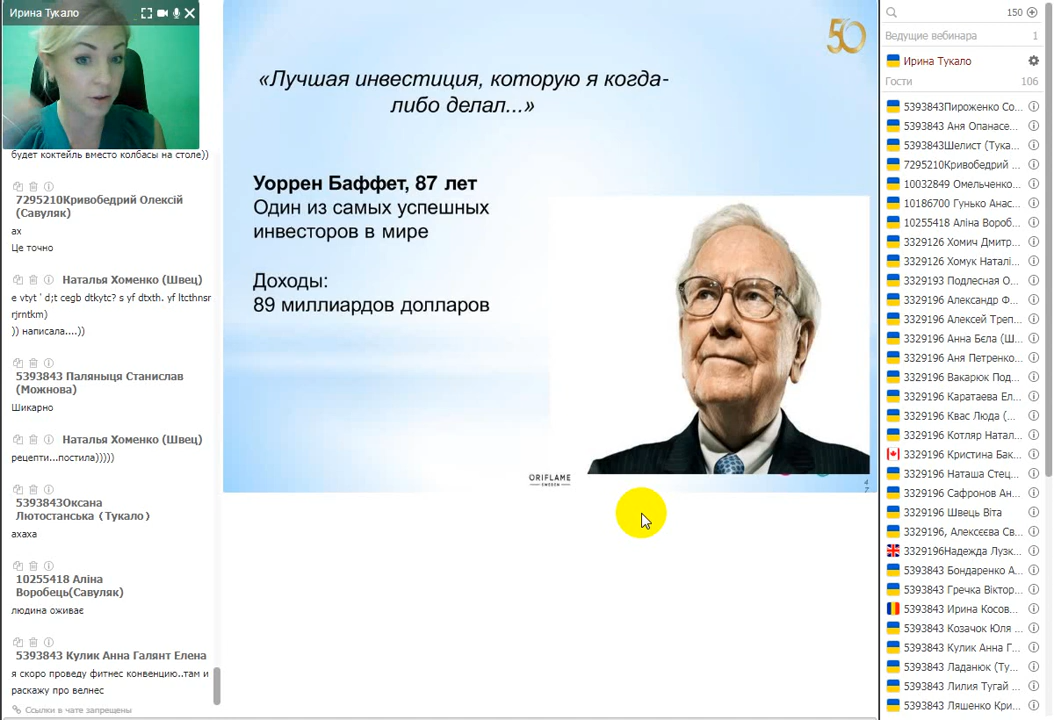 Ирина Тукало
будет коктейль вместо колбасы на столе))
7295210Кривобедрий Олексій
(Савуляк)
ах
Це точно
Наталья Хоменко (Швец)
e vtyt ' d;t cegb dtkytc? s yf dtxth. yf ltcthnsr
rjrntkm)
)) написала....))
5393843 Паляныця Станислав
(Можнова)
Шикарно
Наталья Хоменко (Швец)
рецепти...постила)))))
5393843Оксана
Лютостанська (Тукало)
ахаха
10255418 Аліна
Воробець(Савуляк)
людина оживає
5393843 Кулик Анна Галянт Елена
я скоро проведу фитнес конвенцию..там и
раскажу про велнес
Ссылки в чате запрещены
50
«Лучшая инвестиция, которую я когда-
либо делал...»
Уоррен Баффет, 87 лет
Один из самых успешных
инвесторов в мире
Доходы:
89 миллиардов долларов
ORIFLAME
SWEDEN
4
7
150
Ведущие вебинара 1
Ирина Тукало
Гости 106
5393843Пироженко Со...
5393843 Аня Опанасе...
5393843Шелист (Тука...
7295210Кривобедрий ...
10032849 Омельченко...
10186700 Гунько Анас...
10255418 Аліна Вороб...
3329126 Хомич Дмитр...
3329126 Хомук Наталі...
3329193 Подлесная О...
3329196 Александр Ф...
3329196 Алексей Треп...
3329196 Анна Бєла (Ш...
3329196 Аня Петренко...
3329196 Вакарюк Под...
3329196 Каратаева Ел...
3329196 Квас Люда (...
3329196 Котляр Натал...
3329196 Кристина Бак...
3329196 Наташа Стец...
3329196 Сафронов Ан...
3329196 Швець Віта
3329196, Алексєєва Св...
3329196Надежда Лузк...
5393843 Бондаренко А...
5393843 Гречка Віктор...
5393843 Ирина Косов...
5393843 Козачок Юля ...
5393843 Кулик Анна Г...
5393843 Ладанюк (Ту...
5393843 Лилия Тугай ...
5393843 Ляшенко Кри...